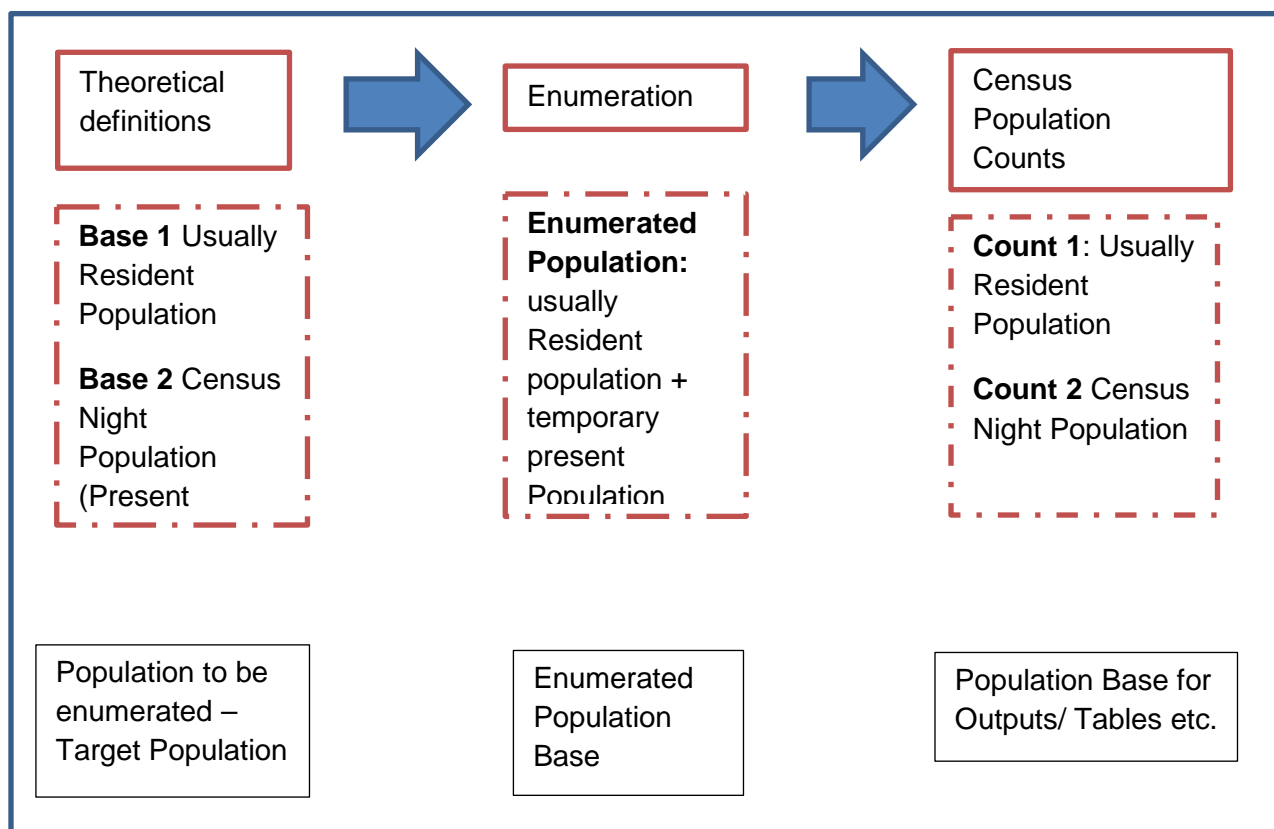 Theoretical
definitions
Enumeration
Census
Population
Counts
Base 1 Usually
Resident
Population
Base 2 Census
Night
Population
(Present
Enumerated
Population:
usually
Resident
population +
temporary
present
Population
Count 1: Usually
Resident
Population
Count 2 Census
Night Population
Population to be
enumerated –
Target Population
Enumerated
Population
Base
Population Base for
Outputs/ Tables etc.